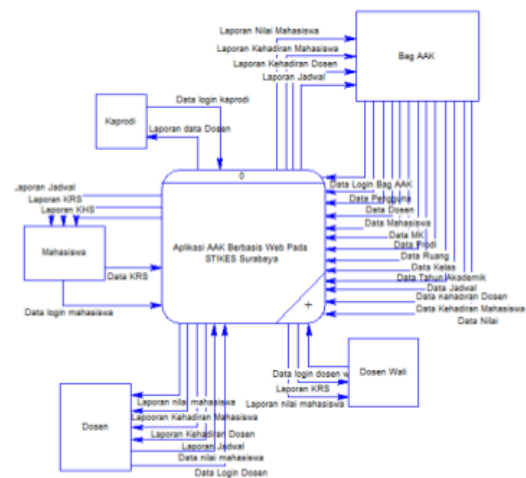 Laporan Nilai Mahasiswa
Laporan Kehadiran Mahasiswa
Laporan Kehadiran Dosen
Laporan Jadwal
Bag AAK
Data login kaprodi
Kaprodi
Laporan data Dosen
0
Data Login Bag AAK
Data Pengguna
Data Dosen
Data Mahasiswa
Data MK
Data Prodi
Data Ruang
Data Kelas
Data Tahun Akademik
Data Jadwal
Data Kehadiran Dosen
Data Kehadiran Mahasiswa
Data Nilai
Laporan Jadwal
Laporan KRS
Laporan KHS
Mahasiswa
Aplikasi AAK Berbasis Web Pada
STIKES Surabaya
Data KRS
Data login mahasiswa
+
Data login dosen w
Laporan KRS
Laporan nilai mahasiswa
Dosen Wali
Laporan nilai mahasiswa
Lapooran Kehadiran Mahasiswa
Laporan Kehadiran Dosen
Laporan Jadwal
Data nilai mahasiswa
Data Login Dosen
Dosen